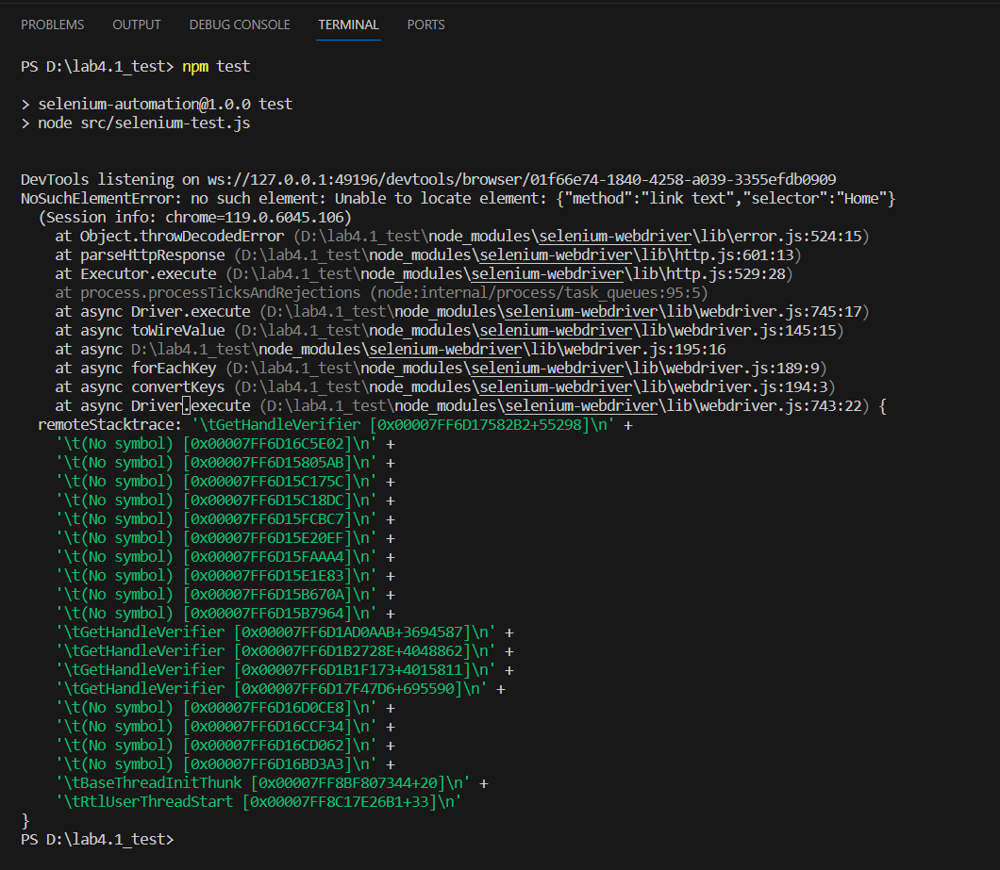 PROBLEMS OUTPUT DEBUG CONSOLE TERMINAL PORTS
PS D:\lab4.1_test> npm test
> selenium-automation@1.0.0 test
> node src/selenium-test.js
DevTools listening on ws://127.0.0.1:49196/devtools/browser/01f66e74-1840-4258-a039-3355efdb0909
NoSuchElementError: no such element: Unable to locate element: {"method":"link text","selector":"Home"}
  (Session info: chrome=119.0.6045.106)
    at Object.throwDecodedError (D:\lab4.1_test\node_modules\selenium-webdriver\lib\error.js:524:15)
    at parseHttpResponse (D:\lab4.1_test\node_modules\selenium-webdriver\lib\http.js:601:13)
    at Executor.execute (D:\lab4.1_test\node_modules\selenium-webdriver\lib\http.js:529:28)
    at process.processTicksAndRejections (node:internal/process/task_queues:95:5)
    at async Driver.execute (D:\lab4.1_test\node_modules\selenium-webdriver\lib\webdriver.js:745:17)
    at async toWireValue (D:\lab4.1_test\node_modules\selenium-webdriver\lib\webdriver.js:145:15)
    at async D:\lab4.1_test\node_modules\selenium-webdriver\lib\webdriver.js:195:16
    at async forEachKey (D:\lab4.1_test\node_modules\selenium-webdriver\lib\webdriver.js:189:9)
    at async convertKeys (D:\lab4.1_test\node_modules\selenium-webdriver\lib\webdriver.js:194:3)
    at async Driver.execute (D:\lab4.1_test\node_modules\selenium-webdriver\lib\webdriver.js:743:22) {
  remoteStacktrace: '\tGetHandleVerifier [0x00007FF6D17582B2+55298]\n' +
    '\t(No symbol) [0x00007FF6D16C5E02]\n' +
    '\t(No symbol) [0x00007FF6D15805AB]\n' +
    '\t(No symbol) [0x00007FF6D15C175C]\n' +
    '\t(No symbol) [0x00007FF6D15C18DC]\n' +
    '\t(No symbol) [0x00007FF6D15FCBC7]\n' +
    '\t(No symbol) [0x00007FF6D15E20EF]\n' +
    '\t(No symbol) [0x00007FF6D15FAAA4]\n' +
    '\t(No symbol) [0x00007FF6D15E1E83]\n' +
    '\t(No symbol) [0x00007FF6D15B670A]\n' +
    '\t(No symbol) [0x00007FF6D15B7964]\n' +
    '\tGetHandleVerifier [0x00007FF6D1AD0AAB+3694587]\n' +
    '\tGetHandleVerifier [0x00007FF6D1B2728E+4048862]\n' +
    '\tGetHandleVerifier [0x00007FF6D1B1F173+4015811]\n' +
    '\tGetHandleVerifier [0x00007FF6D17F47D6+695590]\n' +
    '\t(No symbol) [0x00007FF6D16D0CE8]\n' +
    '\t(No symbol) [0x00007FF6D16CCF34]\n' +
    '\t(No symbol) [0x00007FF6D16CD062]\n' +
    '\t(No symbol) [0x00007FF6D16BD3A3]\n' +
    '\tBaseThreadInitThunk [0x00007FF8BF807344+20]\n' +
    '\tRtlUserThreadStart [0x00007FF8C17E26B1+33]\n'
}
PS D:\lab4.1_test>